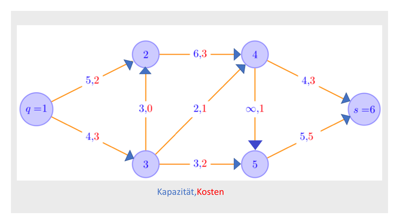 2 6,3 4
5,2 4,3
q =1 3,0 2,1 ∞,1 s=6
4,3 5,5
3 3,2 5
Kapazität,Kosten